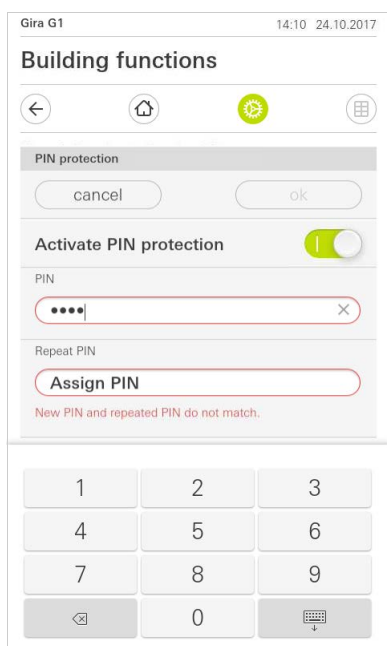 Gira G1 14:10 24.10.2017
Building functions
PIN protection
cancel ok
Activate PIN protection
PIN
••••
Repeat PIN
Assign PIN
New PIN and repeated PIN do not match.
1 2 3
4 5 6
7 8 9
0